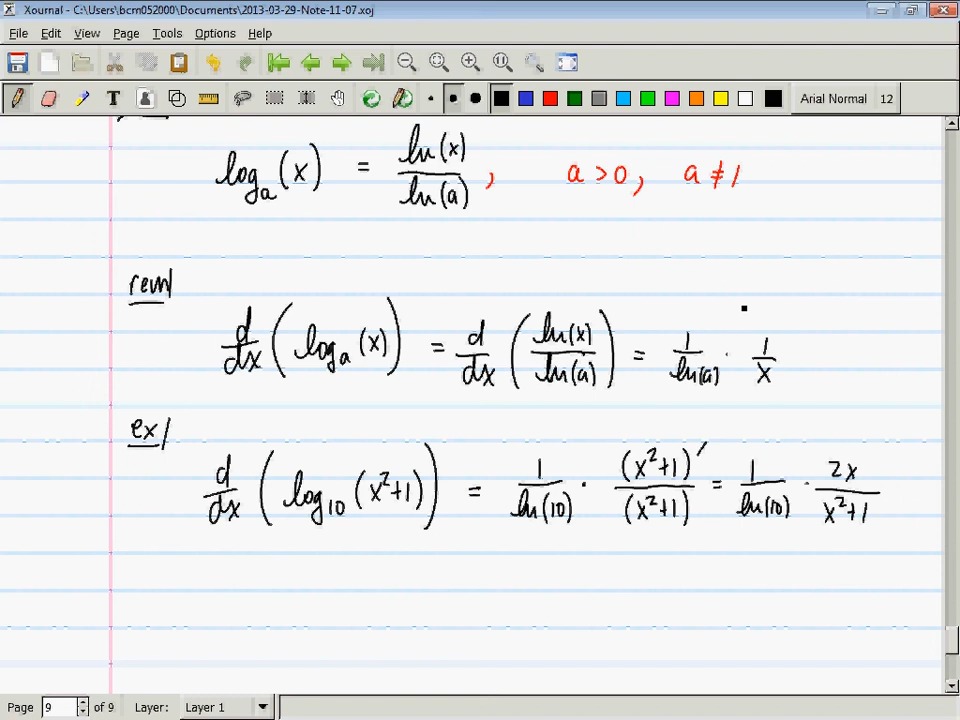 Xournal - C:\Users\bcm052000\Documents\2013-03-29-Note-11-07.xoj
File Edit View Page Tools Options Help
T Arial Normal 12
log_a (x) = ln(x)/ln(a), a > 0, a ≠ 1
rem/
d/dx (log_a (x)) = d/dx (ln(x)/ln(a)) = 1/ln(a) · 1/x
ex/
d/dx (log_10 (x²+1)) = 1/ln(10) · (x²+1)'/(x²+1) = 1/ln(10) · 2x/x²+1
Page 9 of 9 Layer: Layer 1